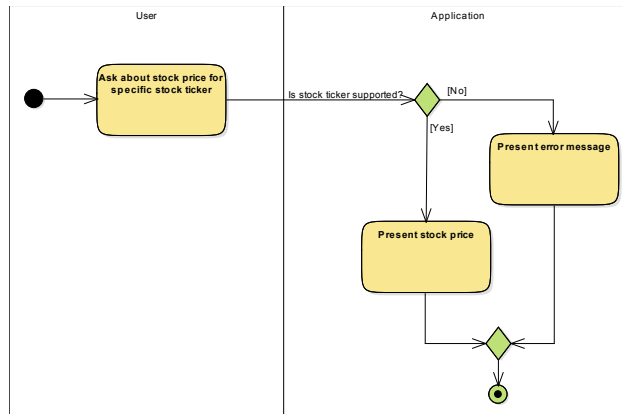 User
Application
Ask about stock price for
specific stock ticker
Is stock ticker supported?
[No]
[Yes]
Present error message
Present stock price